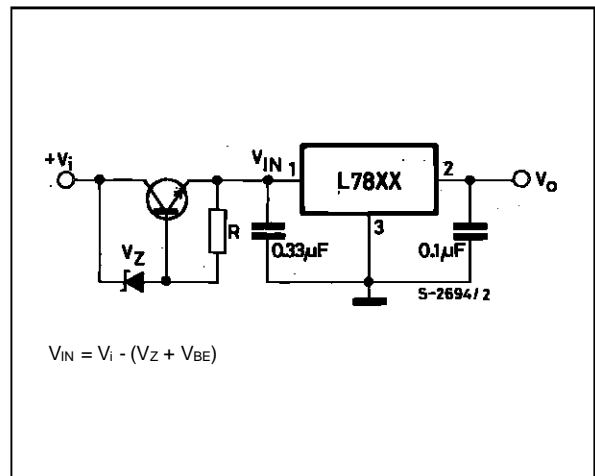 +Vi
VIN
1
L78XX
2
Vo
VZ
R
0.33µF
3
0.1µF
S-2694/2
VIN = Vi - (VZ + VBE)